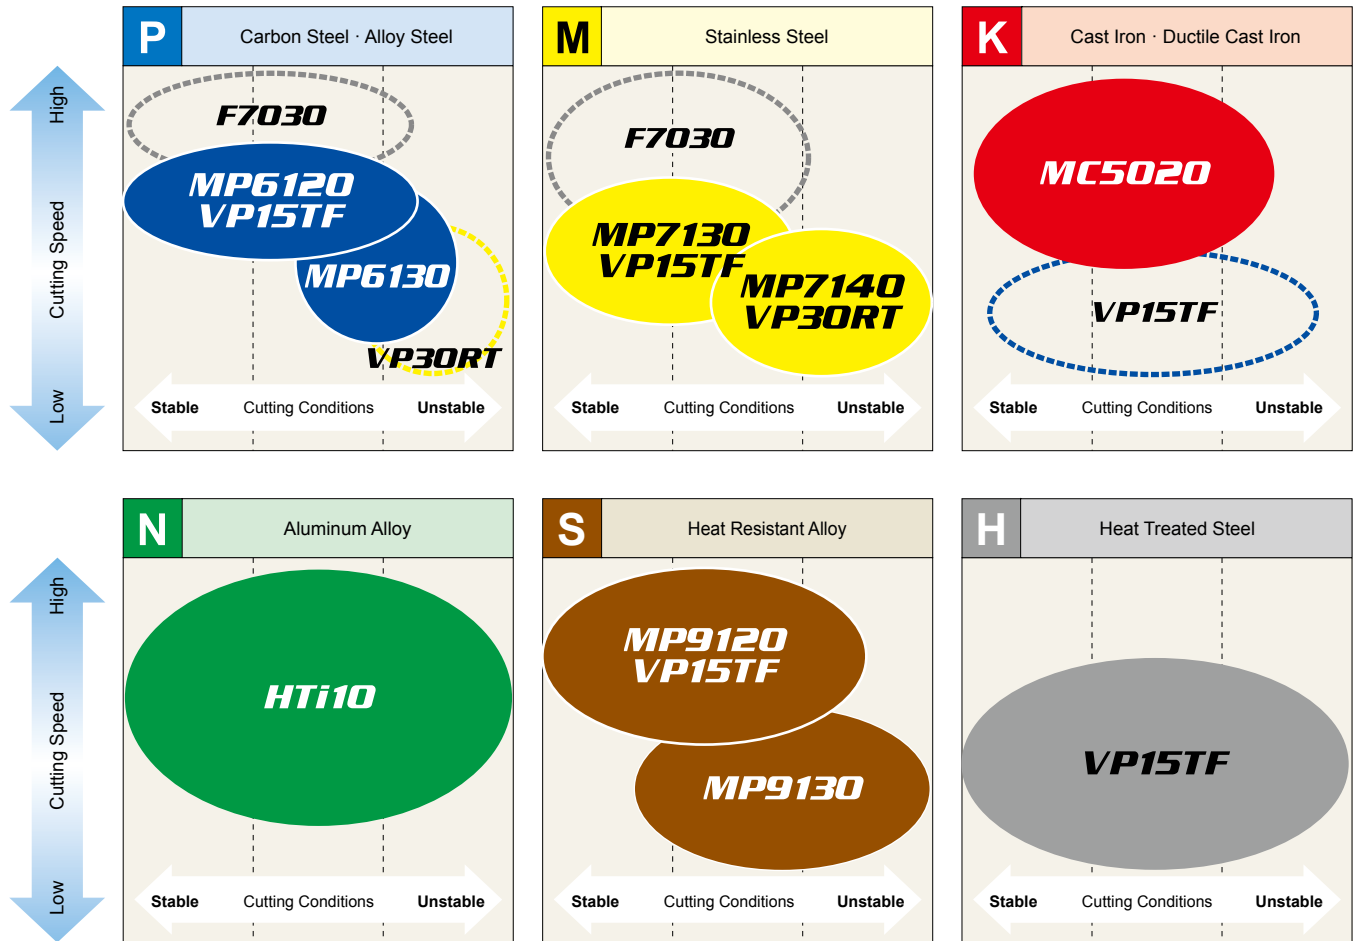 P
Carbon Steel · Alloy Steel
High
Cutting Speed
Low
F7030
MP6120
VP15TF
MP6130
VP30RT
Stable
Cutting Conditions
Unstable
M
Stainless Steel
F7030
MP7130
VP15TF
MP7140
VP30RT
Stable
Cutting Conditions
Unstable
K
Cast Iron · Ductile Cast Iron
MC5020
VP15TF
Stable
Cutting Conditions
Unstable
N
Aluminum Alloy
High
Cutting Speed
Low
HTi10
Stable
Cutting Conditions
Unstable
S
Heat Resistant Alloy
MP9120
VP15TF
MP9130
Stable
Cutting Conditions
Unstable
H
Heat Treated Steel
VP15TF
Stable
Cutting Conditions
Unstable